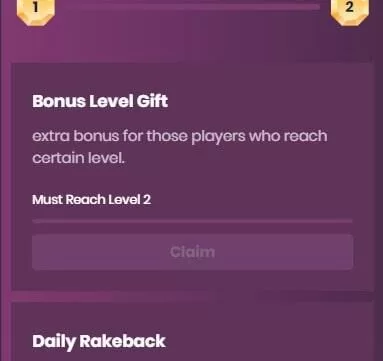 1 2
Bonus Level Gift
extra bonus for those players who reach
certain level.
Must Reach Level 2
Claim
Daily Rakeback